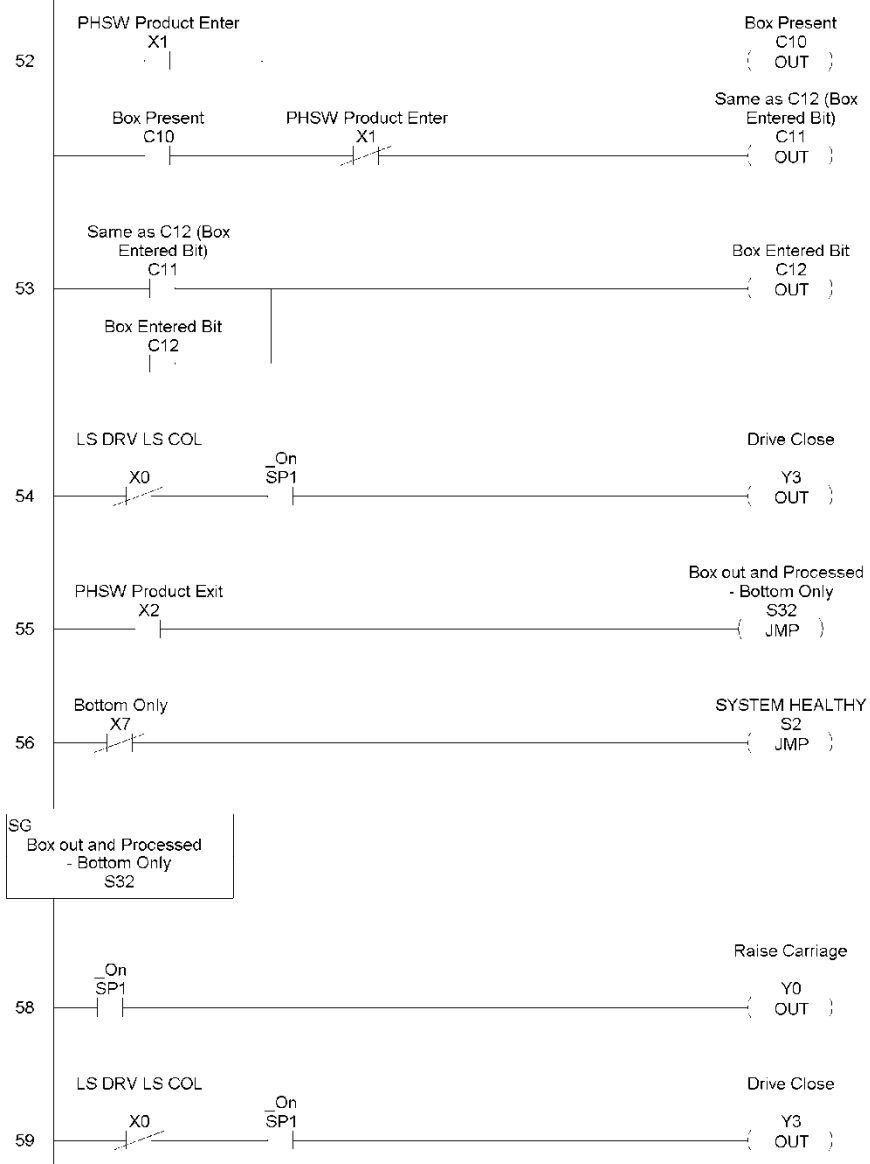 PHSW Product Enter
X1
Box Present
C10
52
OUT
Box Present
C10
PHSW Product Enter
X1
Same as C12 (Box
Entered Bit)
C11
OUT
Same as C12 (Box
Entered Bit)
C11
Box Entered Bit
C12
53
OUT
Box Entered Bit
C12
LS DRV LS COL
X0
_On
SP1
Drive Close
Y3
54
OUT
PHSW Product Exit
X2
Box out and Processed
- Bottom Only
S32
55
JMP
Bottom Only
X7
SYSTEM HEALTHY
S2
56
JMP
SG
Box out and Processed
- Bottom Only
S32
_On
SP1
Raise Carriage
Y0
58
OUT
LS DRV LS COL
X0
_On
SP1
Drive Close
Y3
59
OUT